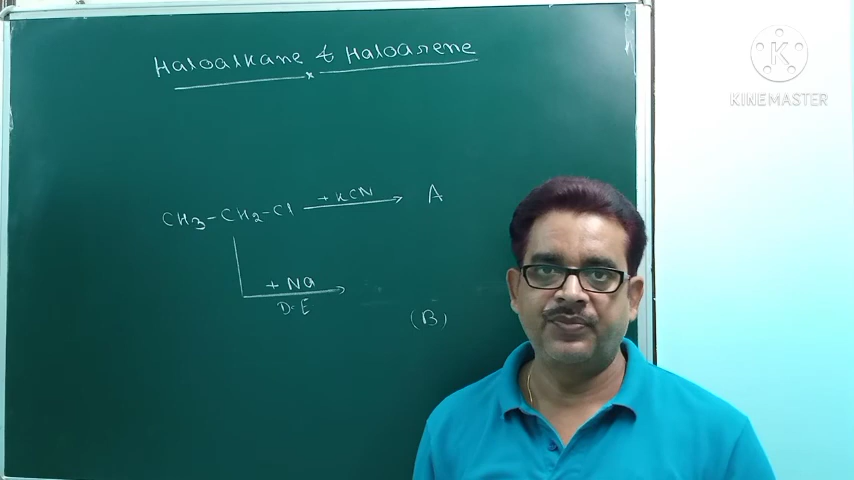 Haloalkane & Haloarene
KINEMASTER
CH3-CH2-Cl +KCN A
+Na
D.E
(B)